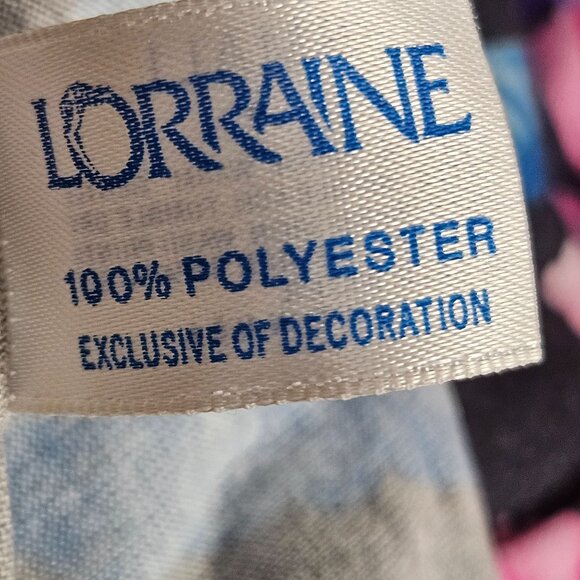 LORRAINE
100% POLYESTER
EXCLUSIVE OF DECORATION